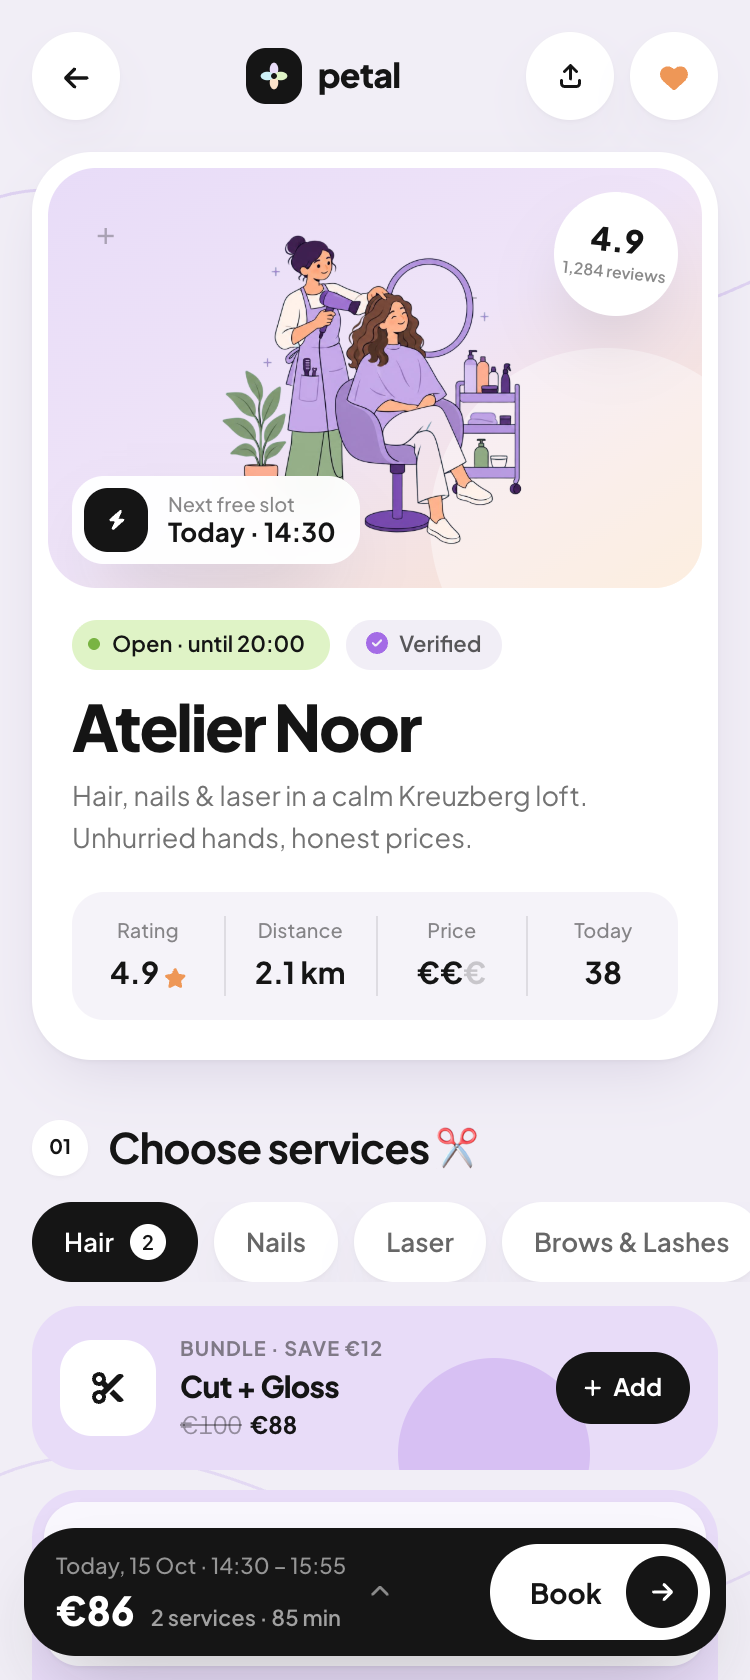 petal
4.9
1,284 reviews
Next free slot
Today · 14:30
Open · until 20:00
Verified
Atelier Noor
Hair, nails & laser in a calm Kreuzberg loft.
Unhurried hands, honest prices.
Rating Distance Price Today
4.9 2.1 km €€€ 38
01 Choose services ✂️
Hair 2 Nails Laser Brows & Lashes
BUNDLE · SAVE €12
Cut + Gloss
€100 €88
+ Add
Today, 15 Oct · 14:30 – 15:55
€86 2 services · 85 min
Book